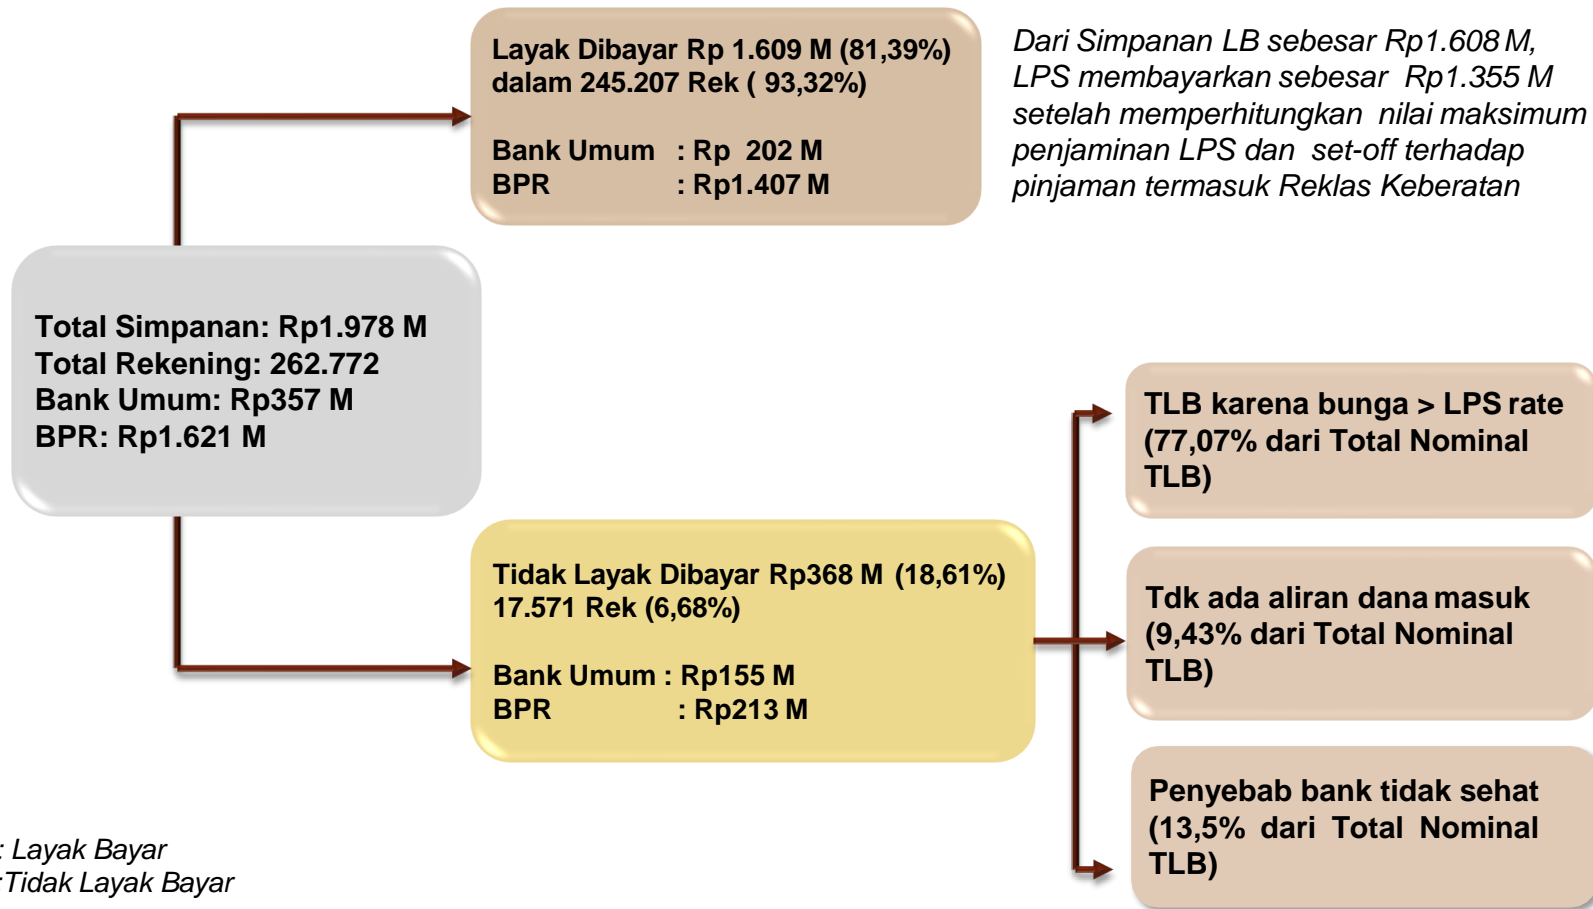 Layak Dibayar Rp 1.609 M (81,39%)
dalam 245.207 Rek ( 93,32%)
Bank Umum : Rp 202 M
BPR : Rp1.407 M
Dari Simpanan LB sebesar Rp1.608 M,
LPS membayarkan sebesar Rp1.355 M
setelah memperhitungkan nilai maksimum
penjaminan LPS dan set-off terhadap
pinjaman termasuk Reklas Keberatan
Total Simpanan: Rp1.978 M
Total Rekening: 262.772
Bank Umum: Rp357 M
BPR: Rp1.621 M
Tidak Layak Dibayar Rp368 M (18,61%)
17.571 Rek (6,68%)
Bank Umum : Rp155 M
BPR : Rp213 M
TLB karena bunga > LPS rate
(77,07% dari Total Nominal
TLB)
Tdk ada aliran dana masuk
(9,43% dari Total Nominal
TLB)
Penyebab bank tidak sehat
(13,5% dari Total Nominal
TLB)
: Layak Bayar
:Tidak Layak Bayar